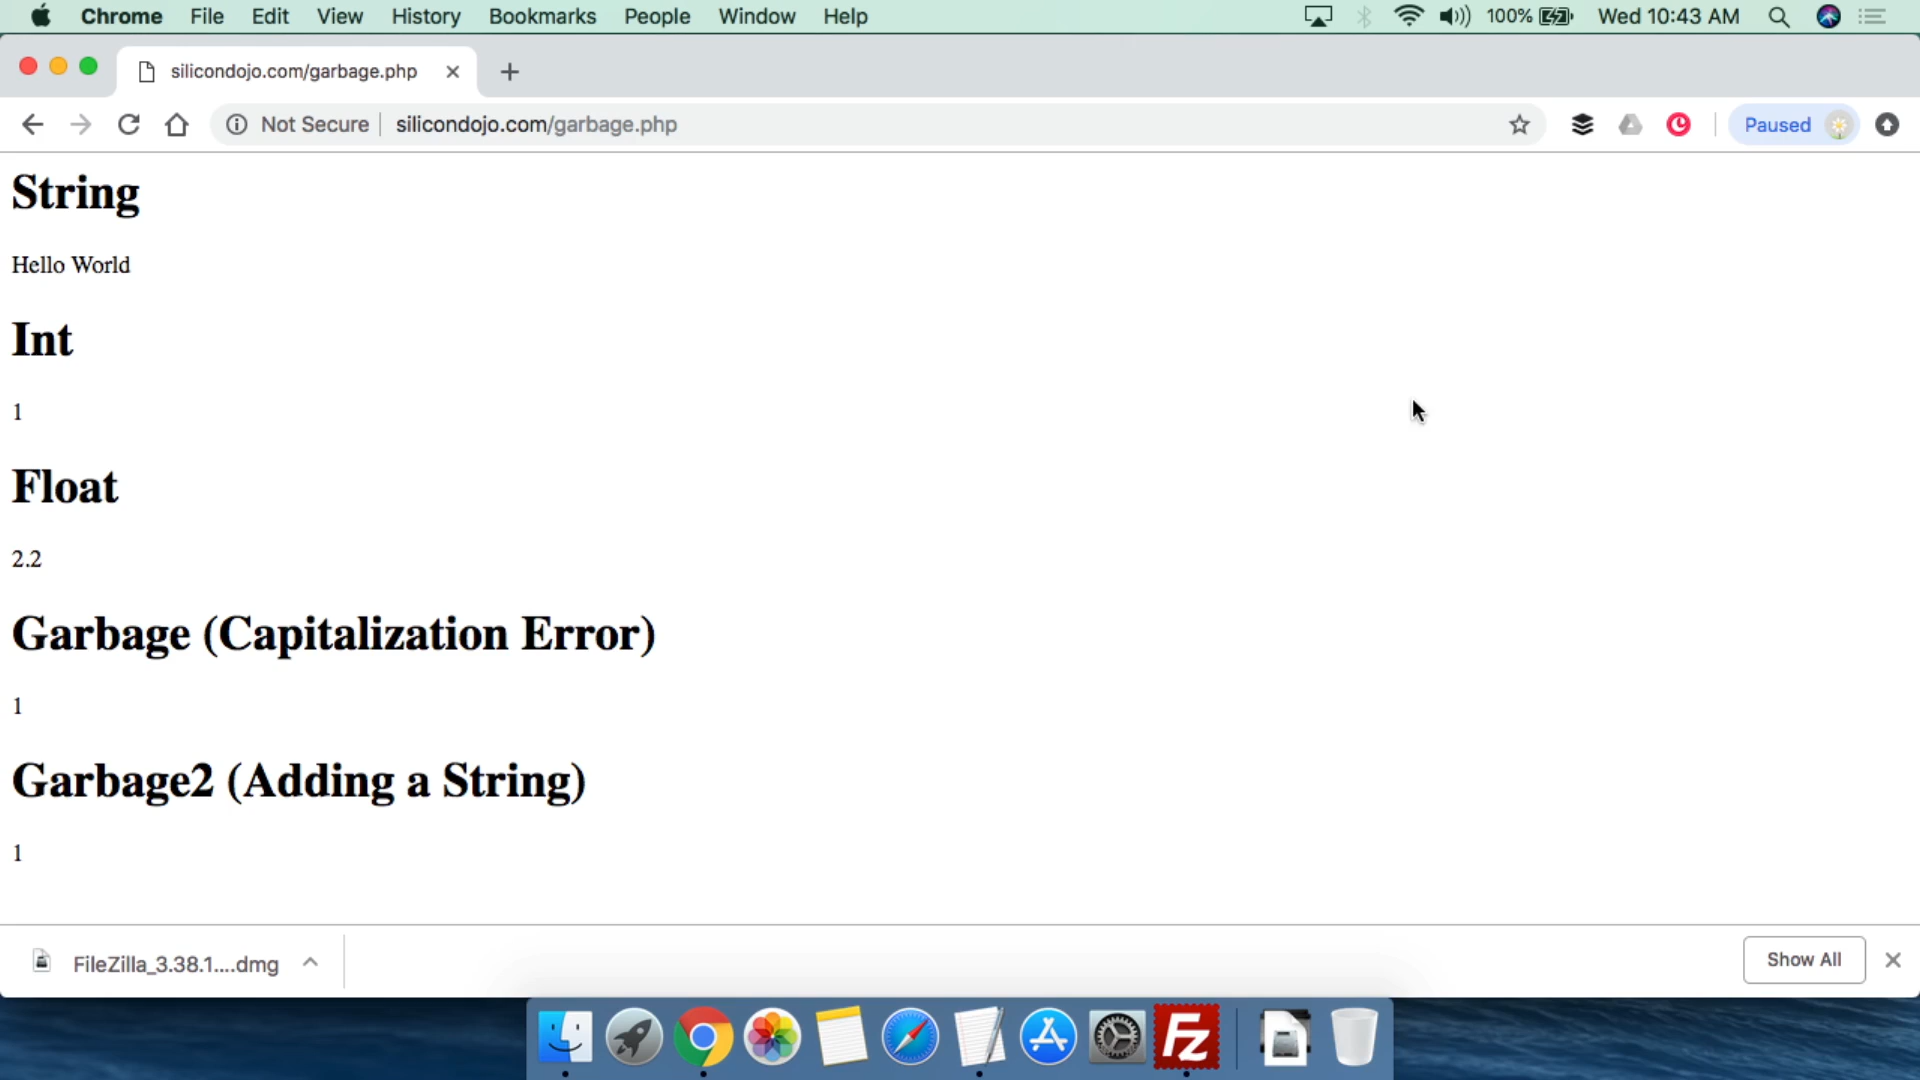 Chrome File Edit View History Bookmarks People Window Help 100% Wed 10:43 AM
silicondojo.com/garbage.php
Not Secure silicondojo.com/garbage.php Paused
String
Hello World
Int
1
Float
2.2
Garbage (Capitalization Error)
1
Garbage2 (Adding a String)
1
FileZilla_3.38.1....dmg Show All
Fz